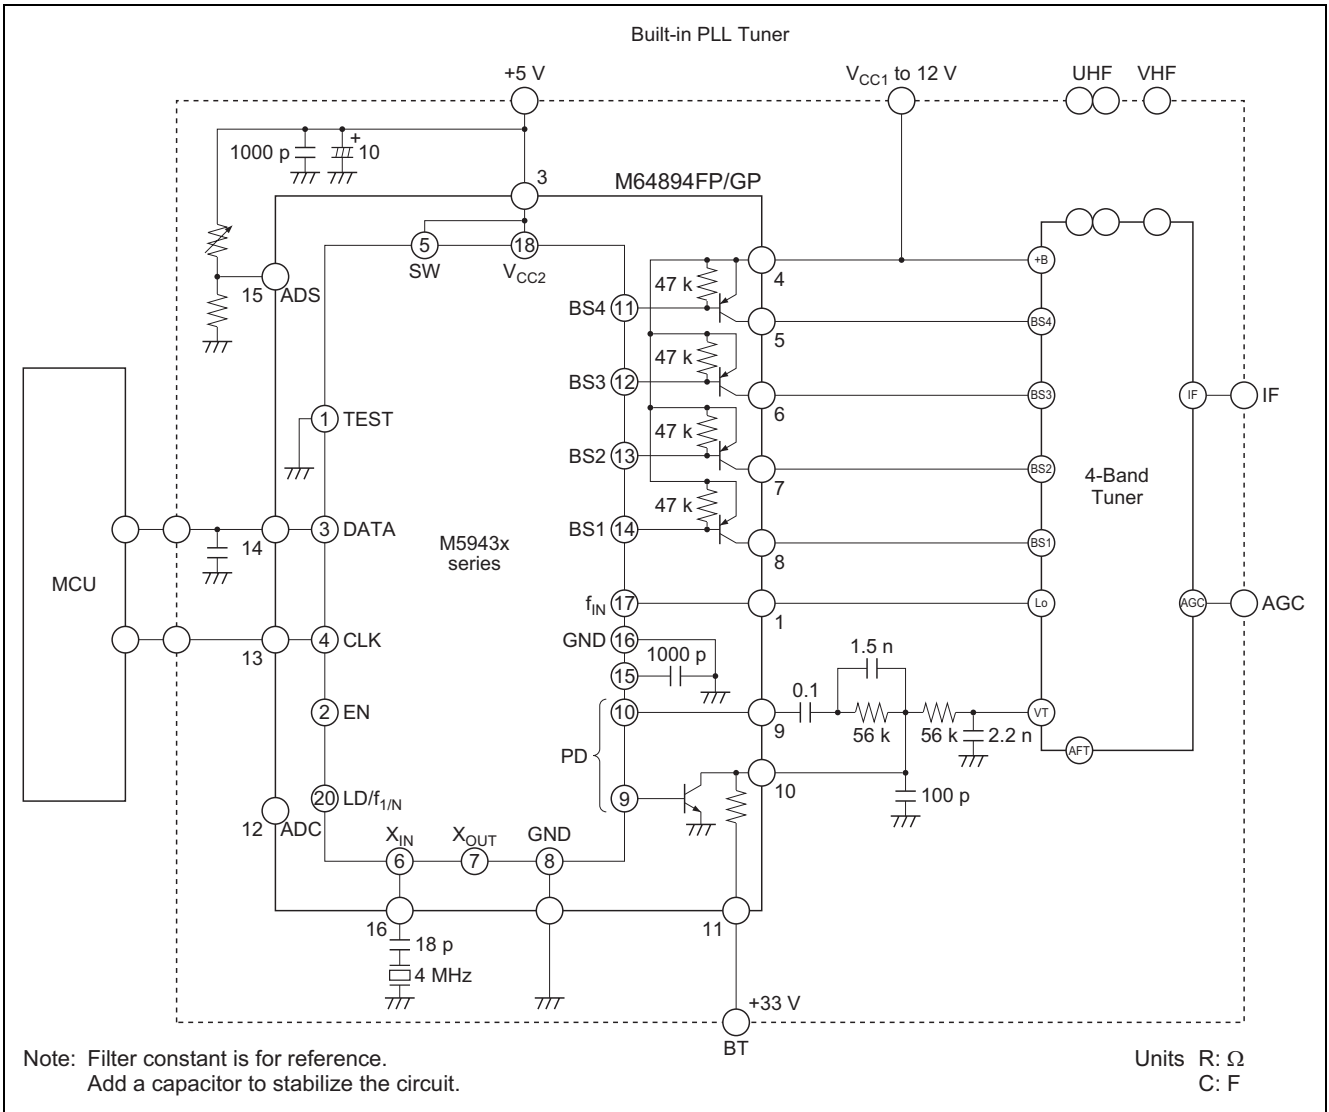 Built-in PLL Tuner
+5 V
VCC1 to 12 V
UHF
VHF
1000 p
+
10
3
M64894FP/GP
5
SW
18
VCC2
15
ADS
BS4
11
47 k
4
+B
5
BS4
BS3
12
47 k
6
BS3
IF
IF
1
TEST
BS2
13
47 k
7
BS2
4-Band
Tuner
MCU
14
3
DATA
M5943x
series
BS1
14
47 k
8
BS1
fIN
17
1
Lo
AGC
AGC
13
4
CLK
GND
16
15
1000 p
2
EN
PD
10
9
9
0.1
1.5 n
56 k
56 k
2.2 n
VT
AFT
10
100 p
12
ADC
20
LD/f1/N
XIN
6
XOUT
7
GND
8
16
18 p
4 MHz
11
+33 V
BT
Note: Filter constant is for reference.
Add a capacitor to stabilize the circuit.
Units R: Ω
C: F